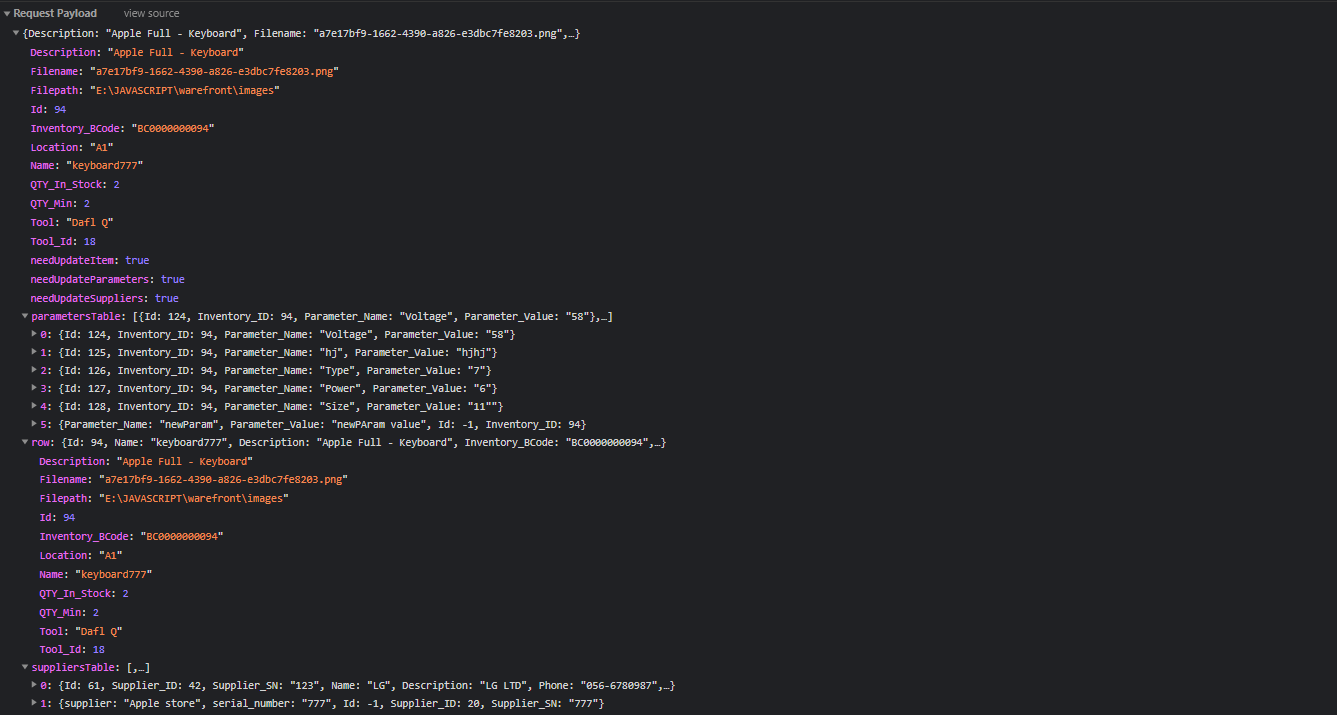 Request Payload view source
{Description: "Apple Full - Keyboard", Filename: "a7e17bf9-1662-4390-a826-e3dbc7fe8203.png",…}
Description: "Apple Full - Keyboard"
Filename: "a7e17bf9-1662-4390-a826-e3dbc7fe8203.png"
Filepath: "E:\JAVASCRIPT\warefront\images"
Id: 94
Inventory_BCode: "BC0000000094"
Location: "A1"
Name: "keyboard777"
QTY_In_Stock: 2
QTY_Min: 2
Tool: "Dafl Q"
Tool_Id: 18
needUpdateItem: true
needUpdateParameters: true
needUpdateSuppliers: true
parametersTable: [{Id: 124, Inventory_ID: 94, Parameter_Name: "Voltage", Parameter_Value: "58"},…]
0: {Id: 124, Inventory_ID: 94, Parameter_Name: "Voltage", Parameter_Value: "58"}
1: {Id: 125, Inventory_ID: 94, Parameter_Name: "hj", Parameter_Value: "hjhj"}
2: {Id: 126, Inventory_ID: 94, Parameter_Name: "Type", Parameter_Value: "7"}
3: {Id: 127, Inventory_ID: 94, Parameter_Name: "Power", Parameter_Value: "6"}
4: {Id: 128, Inventory_ID: 94, Parameter_Name: "Size", Parameter_Value: "11""}
5: {Parameter_Name: "newParam", Parameter_Value: "newPAram value", Id: -1, Inventory_ID: 94}
row: {Id: 94, Name: "keyboard777", Description: "Apple Full - Keyboard", Inventory_BCode: "BC0000000094",…}
Description: "Apple Full - Keyboard"
Filename: "a7e17bf9-1662-4390-a826-e3dbc7fe8203.png"
Filepath: "E:\JAVASCRIPT\warefront\images"
Id: 94
Inventory_BCode: "BC0000000094"
Location: "A1"
Name: "keyboard777"
QTY_In_Stock: 2
QTY_Min: 2
Tool: "Dafl Q"
Tool_Id: 18
suppliersTable: [,…]
0: {Id: 61, Supplier_ID: 42, Supplier_SN: "123", Name: "LG", Description: "LG LTD", Phone: "056-6780987",…}
1: {supplier: "Apple store", serial_number: "777", Id: -1, Supplier_ID: 20, Supplier_SN: "777"}